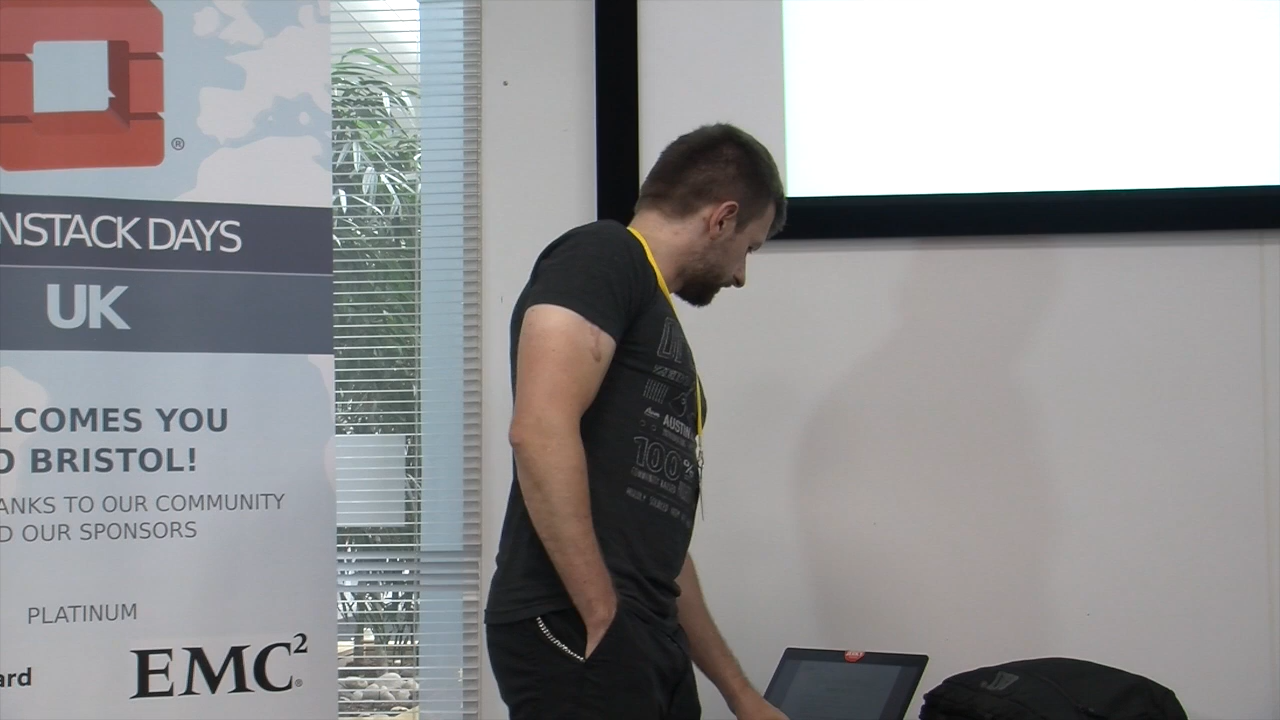 ®
NSTACK DAYS
UK
LCOMES YOU
O BRISTOL!
ANKS TO OUR COMMUNITY
D OUR SPONSORS
PLATINUM
ard
EMC²
AUSTIN
100%